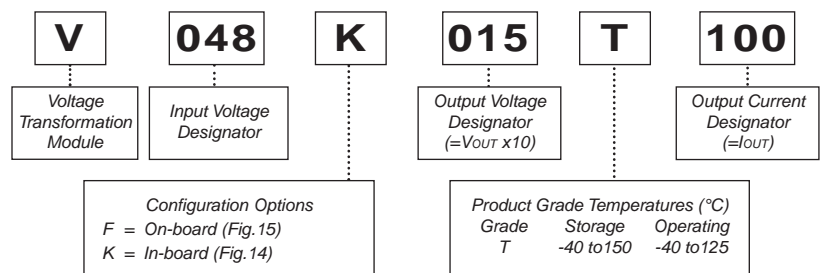 V 048 K 015 T 100
Voltage
Transformation
Module
Input Voltage
Designator
Output Voltage
Designator
(=VOUT x10)
Output Current
Designator
(=IOUT)
Configuration Options
F = On-board (Fig.15)
K = In-board (Fig.14)
Product Grade Temperatures (°C)
Grade Storage Operating
T -40 to150 -40 to125